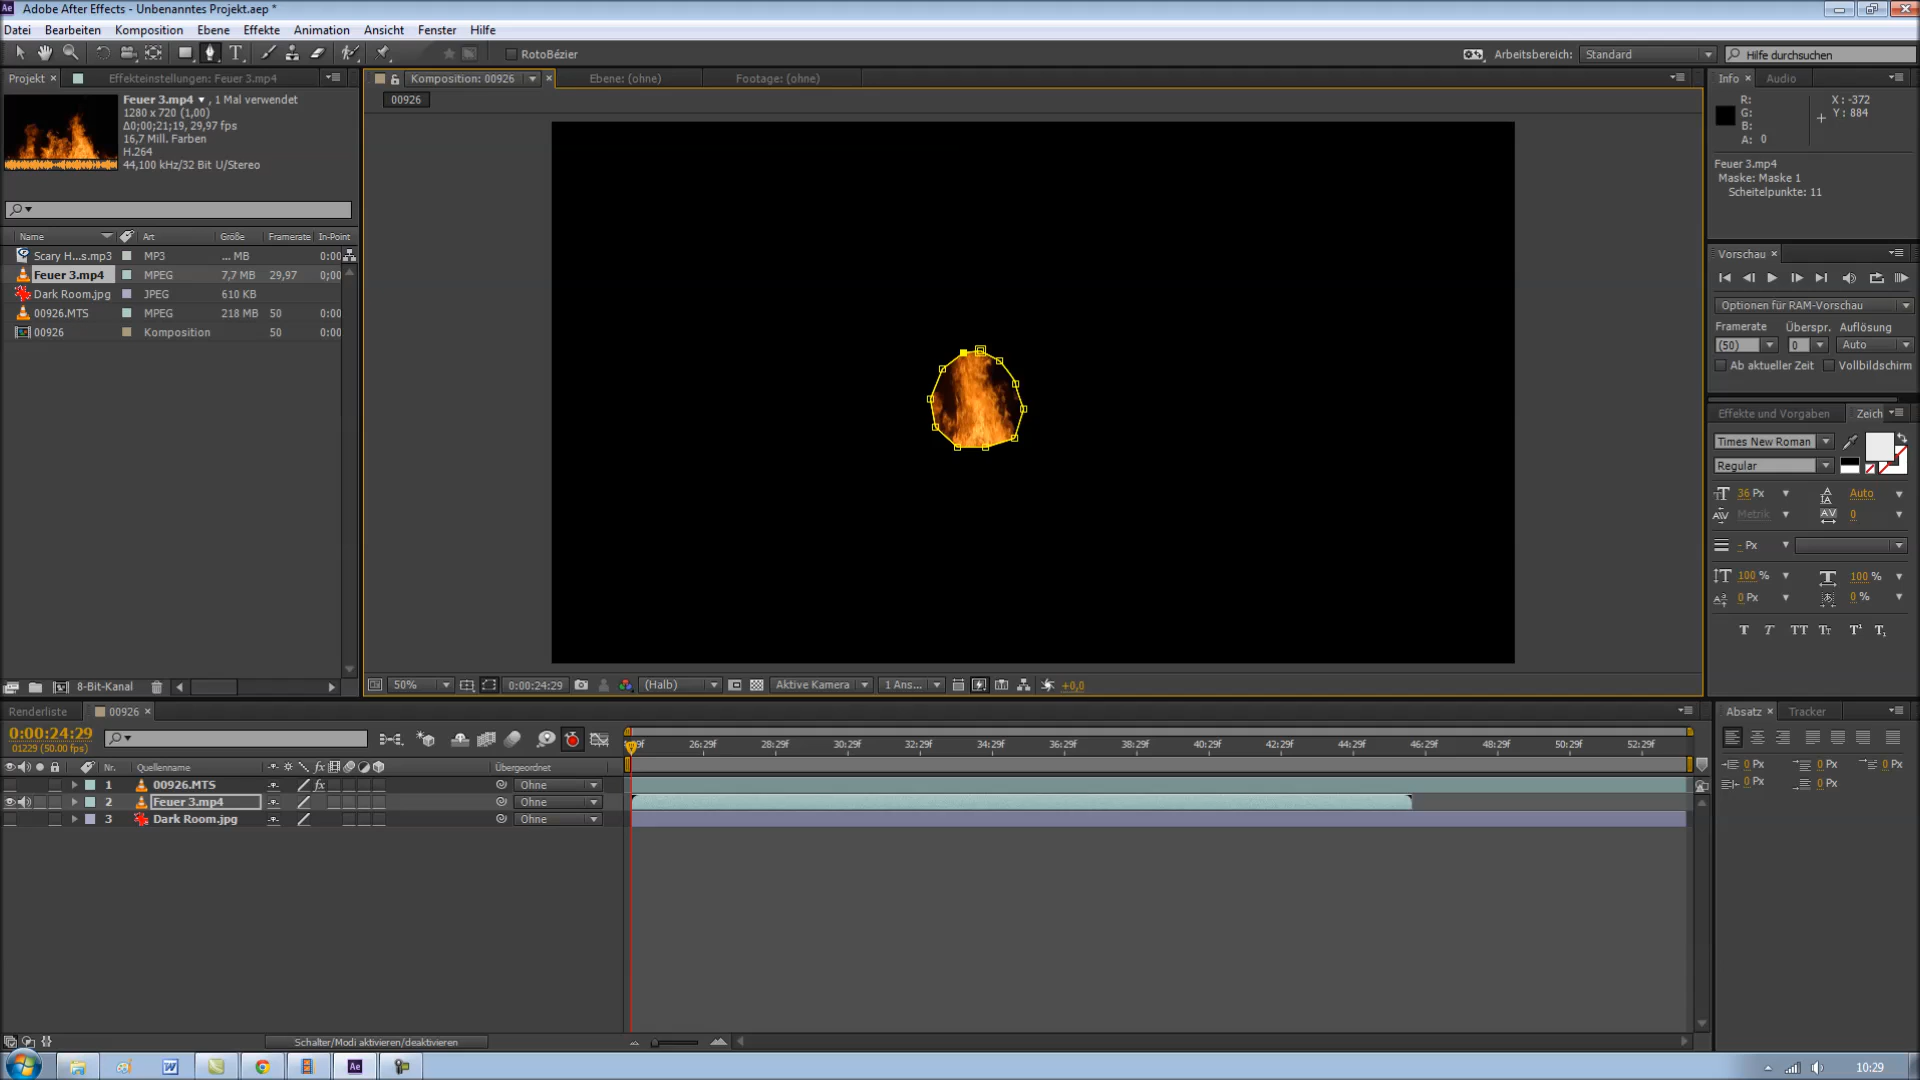 Adobe After Effects - Unbenanntes Projekt.aep *
Datei Bearbeiten Komposition Ebene Effekte Animation Ansicht Fenster Hilfe
RotoBézier
Arbeitsbereich: Standard
Hilfe durchsuchen
Projekt
Effekteinstellungen: Feuer 3.mp4
Komposition: 00926
Ebene: (ohne)
Footage: (ohne)
Info
Audio
00926
Feuer 3.mp4 , 1 Mal verwendet
1280 x 720 (1,00)
Δ0;00;21;19, 29,97 fps
16,7 Mill. Farben
H.264
44,100 kHz/32 Bit U/Stereo
R:
G:
B:
A: 0
X : -372
Y : 884
Feuer 3.mp4
Maske: Maske 1
Scheitelpunkte: 11
Name Art Größe Framerate In-Point
Scary H...s.mp3 MP3 ... MB 0:00
Feuer 3.mp4 MPEG 7,7 MB 29,97 0;00
Dark Room.jpg JPEG 610 KB
00926.MTS MPEG 218 MB 50 0:00
00926 Komposition 50 0:00
Vorschau
Optionen für RAM-Vorschau
Framerate Überspr. Auflösung
(50) 0 Auto
Ab aktueller Zeit Vollbildschirm
Effekte und Vorgaben
Zeich
Times New Roman
Regular
36 Px Auto
Metrik 0
- Px
100 % 100 %
0 Px 0 %
T T TT Tt T¹ T₁
8-Bit-Kanal
50% 0:00:24:29 (Halb) Aktive Kamera 1 Ans... +0,0
Renderliste
00926
Absatz
Tracker
0:00:24:29
01229 (50.00 fps)
26:29f 28:29f 30:29f 32:29f 34:29f 36:29f 38:29f 40:29f 42:29f 44:29f 46:29f 48:29f 50:29f 52:29f
Nr. Quellenname fx Übergeordnet
1 00926.MTS fx Ohne
2 Feuer 3.mp4 Ohne
3 Dark Room.jpg Ohne
0 Px 0 Px 0 Px
0 Px 0 Px
Schalter/Modi aktivieren/deaktivieren
10:29